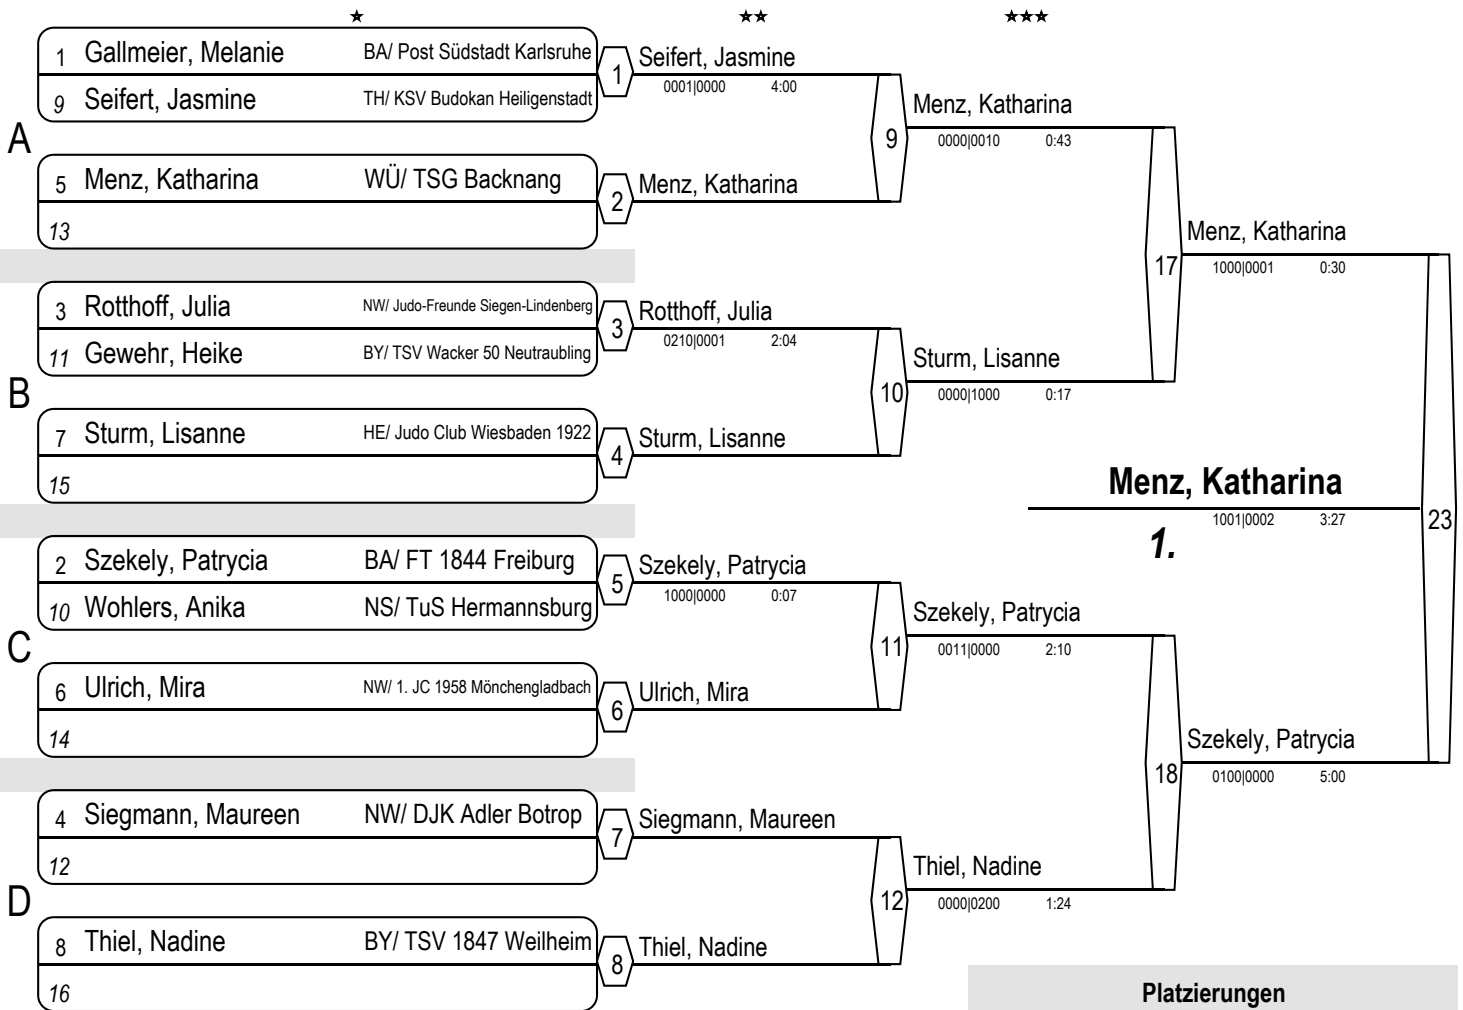 ★ ★★ ★★★
1 Gallmeier, Melanie BA/ Post Südstadt Karlsruhe
9 Seifert, Jasmine TH/ KSV Budokan Heiligenstadt
1 Seifert, Jasmine
0001|0000 4:00
A
5 Menz, Katharina WÜ/ TSG Backnang
13
2 Menz, Katharina
9 Menz, Katharina
0000|0010 0:43
3 Rotthoff, Julia NW/ Judo-Freunde Siegen-Lindenberg
11 Gewehr, Heike BY/ TSV Wacker 50 Neutraubling
3 Rotthoff, Julia
0210|0001 2:04
B
7 Sturm, Lisanne HE/ Judo Club Wiesbaden 1922
15
4 Sturm, Lisanne
10 Sturm, Lisanne
0000|1000 0:17
17 Menz, Katharina
1000|0001 0:30
2 Szekely, Patrycia BA/ FT 1844 Freiburg
10 Wohlers, Anika NS/ TuS Hermannsburg
5 Szekely, Patrycia
1000|0000 0:07
C
6 Ulrich, Mira NW/ 1. JC 1958 Mönchengladbach
14
6 Ulrich, Mira
11 Szekely, Patrycia
0011|0000 2:10
4 Siegmann, Maureen NW/ DJK Adler Botrop
12
7 Siegmann, Maureen
D
8 Thiel, Nadine BY/ TSV 1847 Weilheim
16
8 Thiel, Nadine
12 Thiel, Nadine
0000|0200 1:24
18 Szekely, Patrycia
0100|0000 5:00
23 Menz, Katharina
1001|0002 3:27
1.
Platzierungen